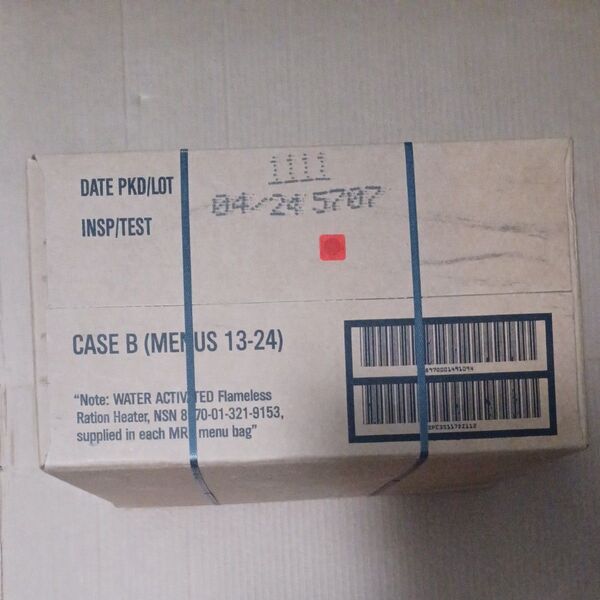 1111
DATE PKD/LOT 04/24 5707
INSP/TEST
CASE B (MENUS 13-24)
"Note: WATER ACTIVATED Flameless
Ration Heater, NSN 8970-01-321-9153,
supplied in each MRE menu bag"
8970001491094